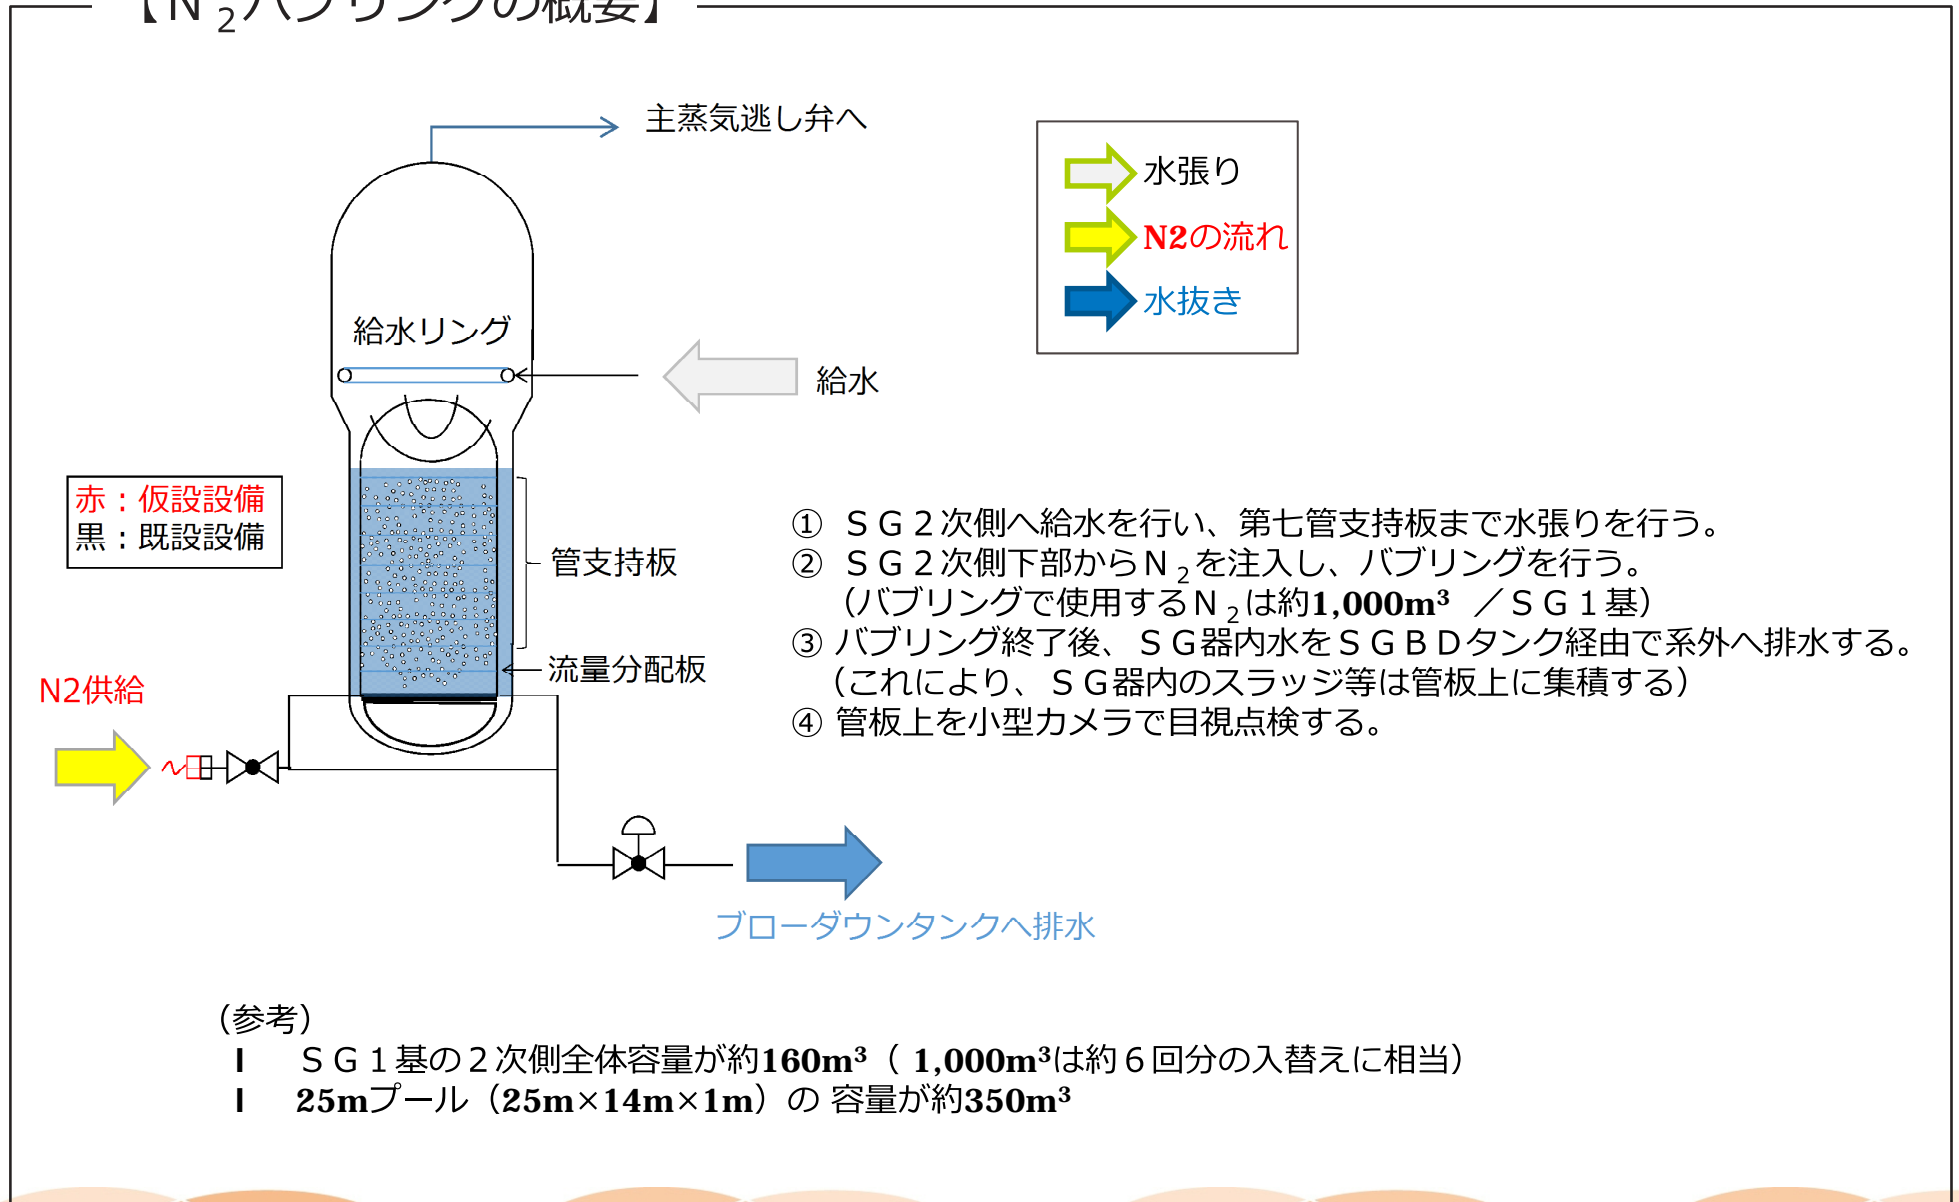 【Ｎ２バブリングの概要】
主蒸気逃し弁へ
水張り
N2の流れ
水抜き
給水リング
給水
赤：仮設設備
黒：既設設備
管支持板
流量分配板
N2供給
① ＳＧ２次側へ給水を行い、第七管支持板まで水張りを行う。
② ＳＧ２次側下部からＮ２を注入し、バブリングを行う。
（バブリングで使用するＮ２は約1,000m³ ／ＳＧ１基）
③ バブリング終了後、ＳＧ器内水をＳＧＢＤタンク経由で系外へ排水する。
（これにより、ＳＧ器内のスラッジ等は管板上に集積する）
④ 管板上を小型カメラで目視点検する。
ブローダウンタンクへ排水
（参考）
l ＳＧ１基の２次側全体容量が約160m³（ 1,000m³は約６回分の入替えに相当）
l 25mプール（25m×14m×1m）の 容量が約350m³